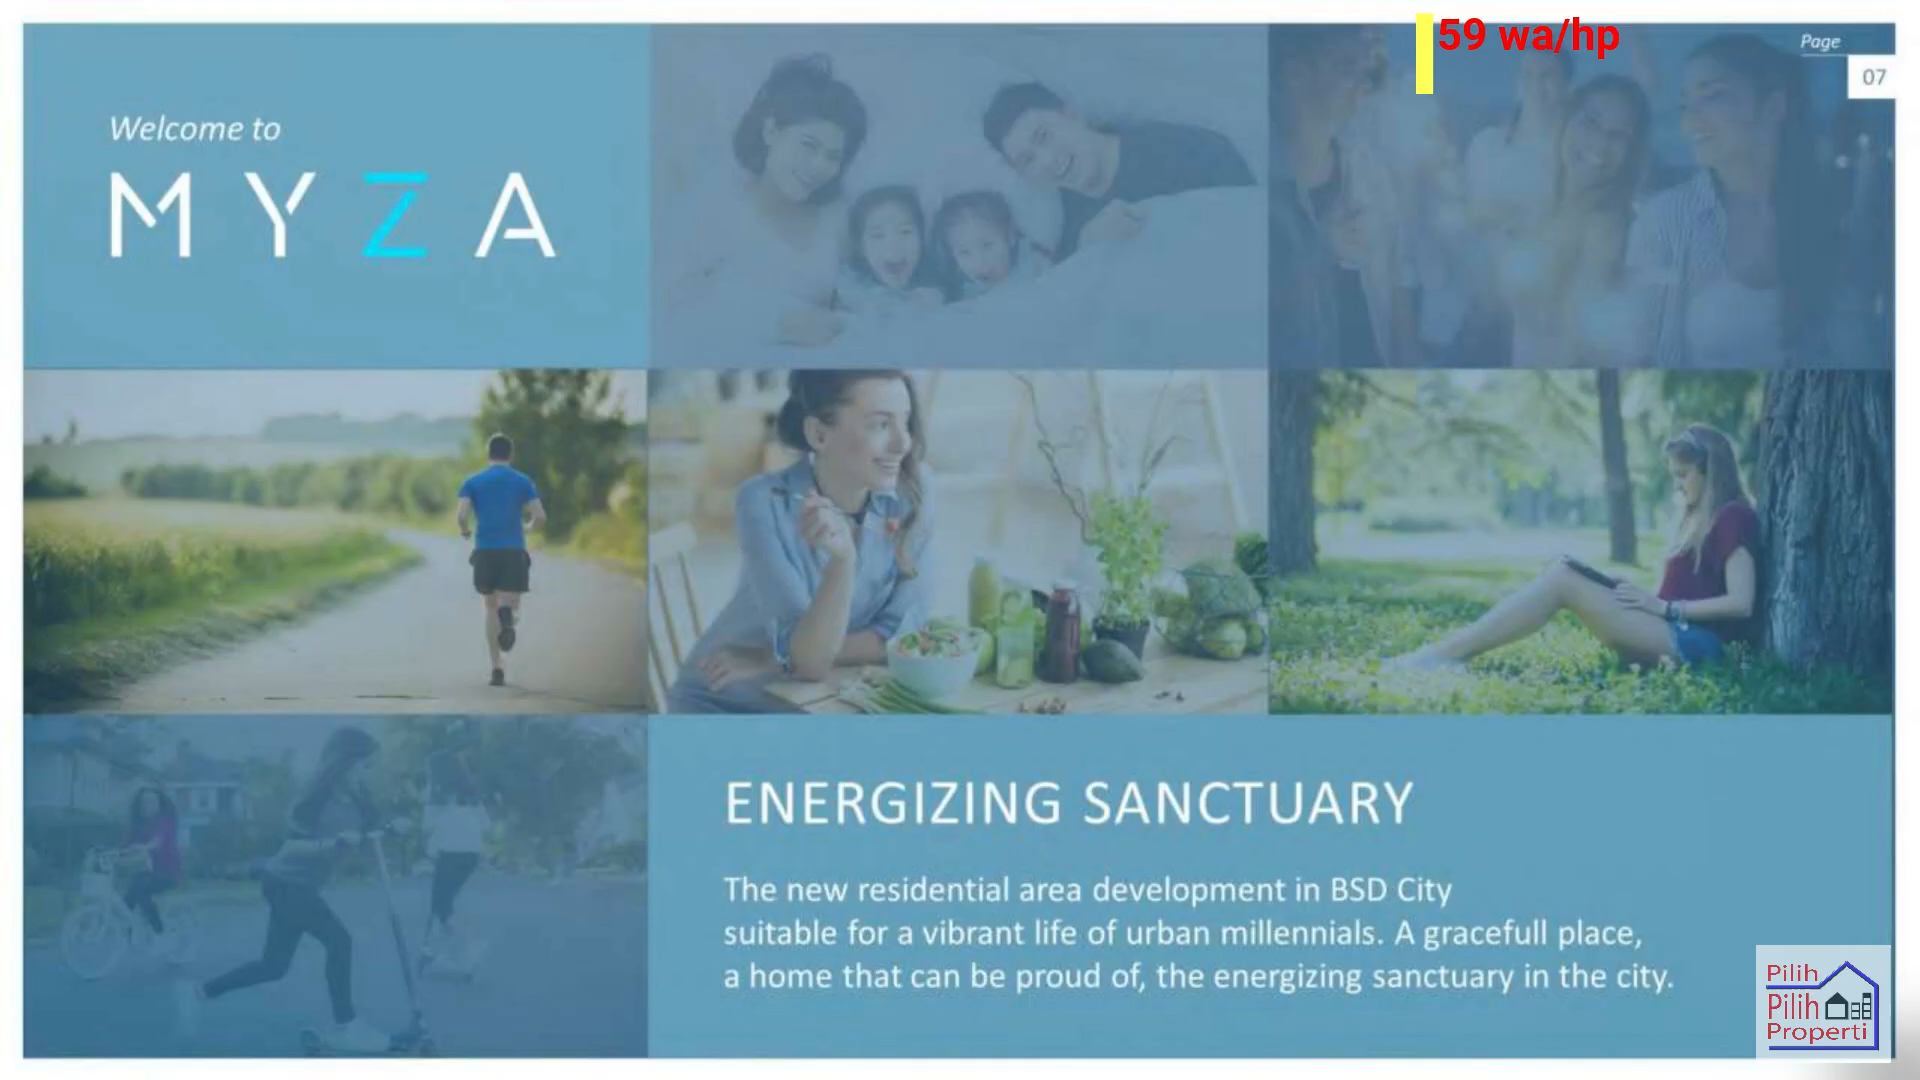 59 wa/hp
Page
07
Welcome to
MYZA
ENERGIZING SANCTUARY
The new residential area development in BSD City
suitable for a vibrant life of urban millennials. A gracefull place,
a home that can be proud of, the energizing sanctuary in the city.
Pilih
Pilih
Properti